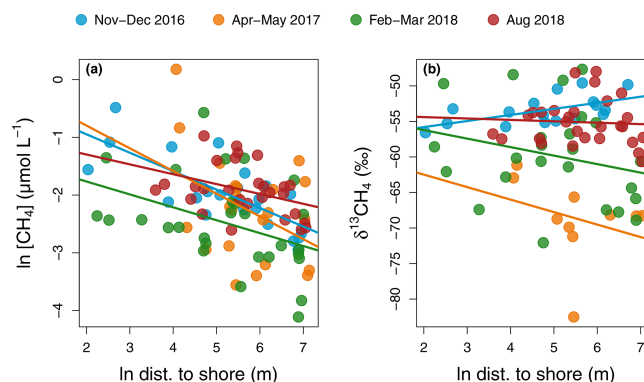 Nov−Dec 2016 Apr−May 2017 Feb−Mar 2018 Aug 2018
(a)
0
−1
−2
−3
−4
ln [CH4] (μmol L−1)
2 3 4 5 6 7
ln dist. to shore (m)
(b)
−50
−55
−60
−65
−70
−80
δ13CH4 (‰)
2 3 4 5 6 7
ln dist. to shore (m)